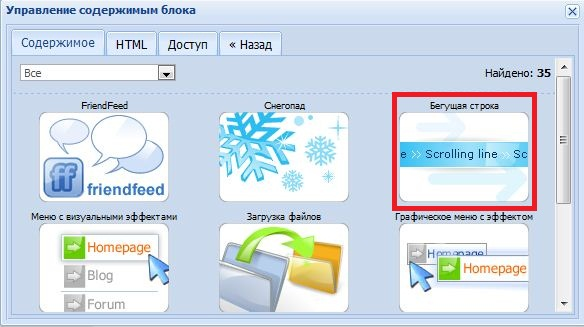 Управление содержимым блока
Содержимое HTML Доступ « Назад
Все Найдено: 35
FriendFeed Снегопад Бегущая строка
ff friendfeed
e >> Scrolling line >> Sc
Меню с визуальными эффектами Загрузка файлов Графическое меню с эффектом
Homepage
Homepage
Blog
Homepage
Forum